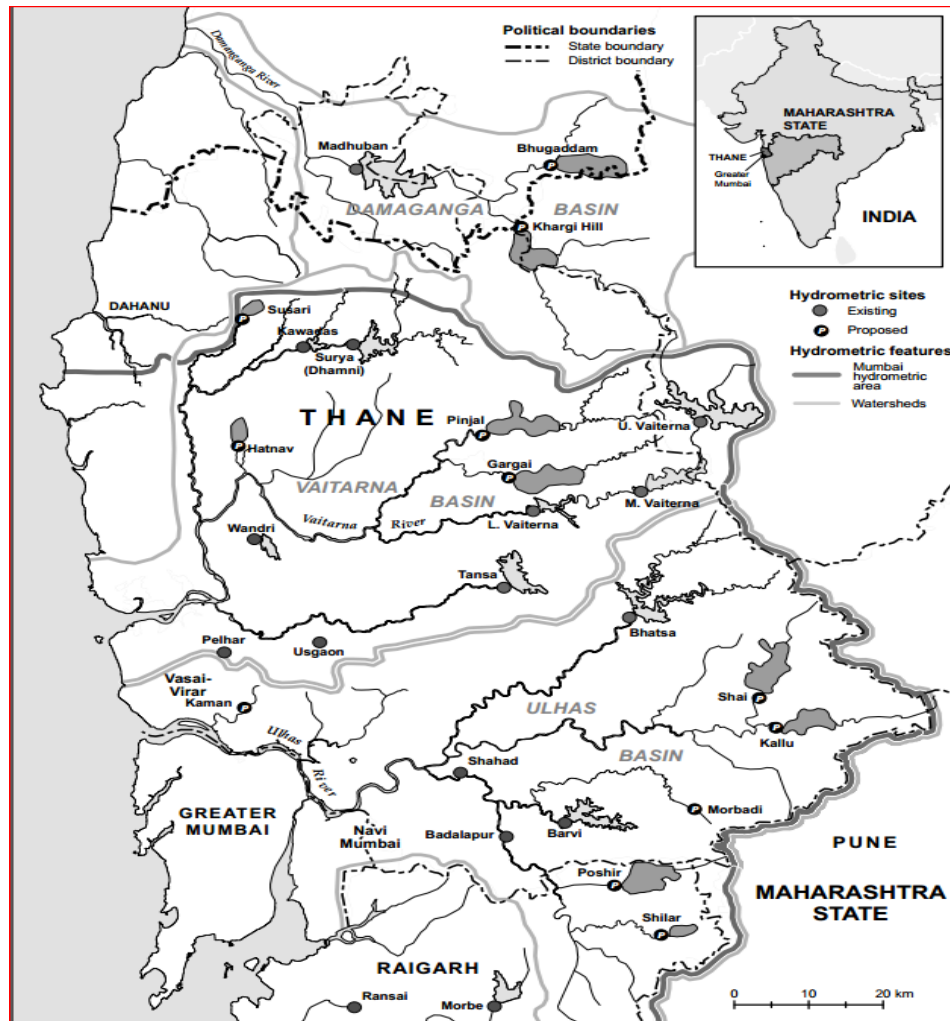 Political boundaries
State boundary
District boundary
Damanganga River
MAHARASHTRA
STATE
THANE
Greater
Mumbai
INDIA
Madhuban
Bhugaddam
DAMAGANGA BASIN
Khargi Hill
Hydrometric sites
Existing
P Proposed
Hydrometric features
Mumbai
hydrometric
area
Watersheds
DAHANU
P Susari
Kawadas
Surya
(Dhamni)
THANE
Pinjal P
U. Vaiterna
P Hatnav
Gargai P
VAITARNA
BASIN
M. Vaiterna
Vaitarna River
L. Vaiterna
Wandri
Tansa
Bhatsa
Pelhar
Usgaon
Vasai-
Virar
Kaman P
Shai P
ULHAS
P
Kallu
Ulhas
River
BASIN
Shahad
P Morbadi
GREATER
MUMBAI
Navi
Mumbai
Badalapur
Barvi
PUNE
Poshir
P
MAHARASHTRA
STATE
Shilar
P
RAIGARH
Ransai
Morbe
0 10 20 km